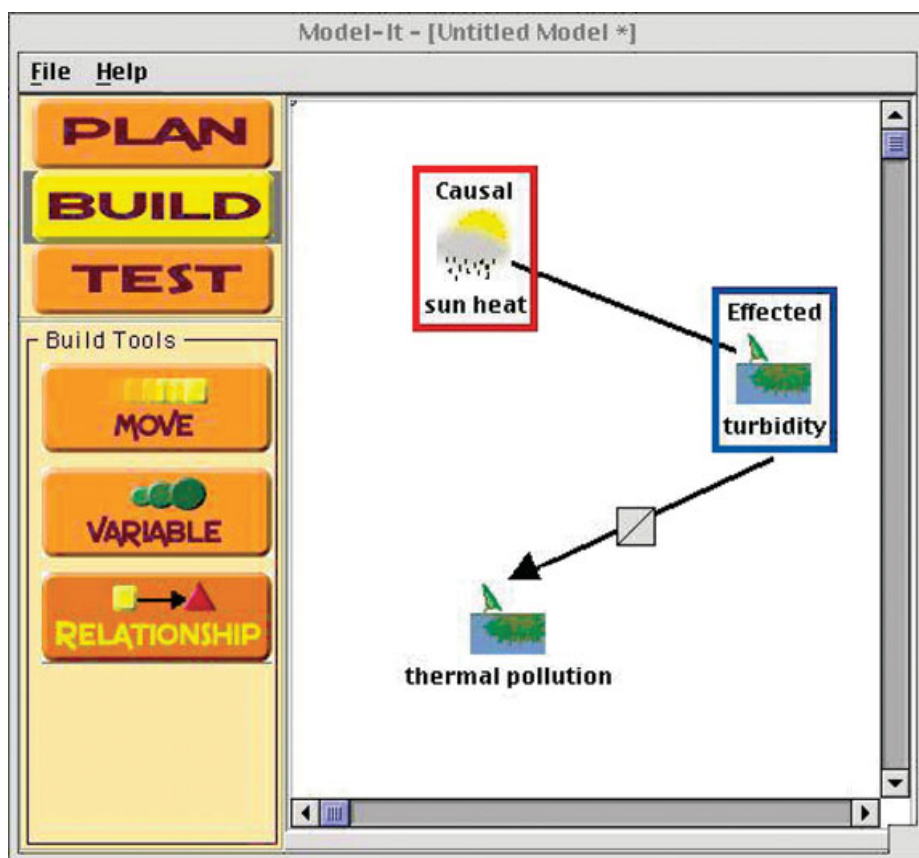 Model-It - [Untitled Model *]
File Help
PLAN
BUILD
TEST
Build Tools
MOVE
VARIABLE
RELATIONSHIP
Causal
sun heat
Effected
turbidity
thermal pollution